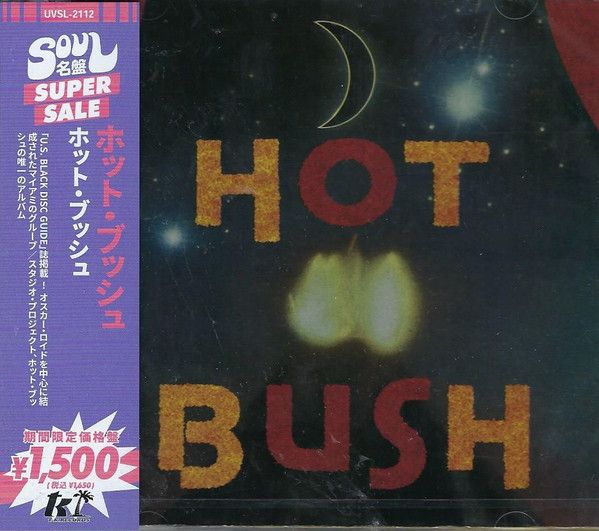 UVSL-2112
SOUL
名盤
SUPER
SALE
ホット・ブッシュ
ホット・ブッシュ
「U.S. BLACK DISC GUIDE」誌掲載！オスカー・ロイドを中心に結
成されたマイアミのグループ／スタジオ・プロジェクト、ホット・ブッ
シュの唯一のアルバム
期間限定価格盤
¥1,500
(税込 ¥1,650)
T.K.RECORDS
HOT
BUSH